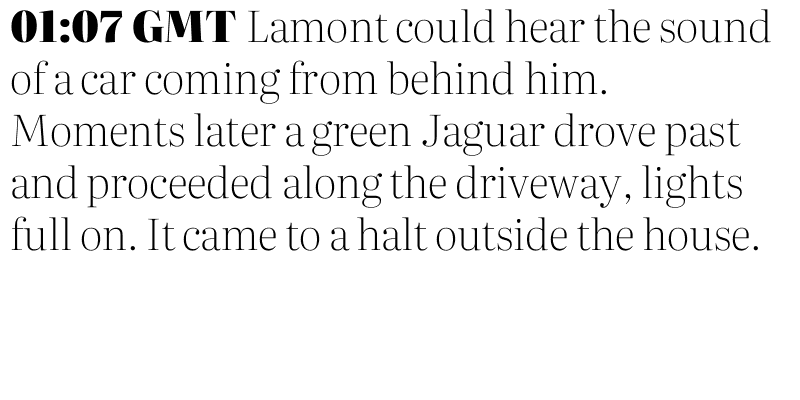 01:07 GMT Lamont could hear the sound
of a car coming from behind him.
Moments later a green Jaguar drove past
and proceeded along the driveway, lights
full on. It came to a halt outside the house.